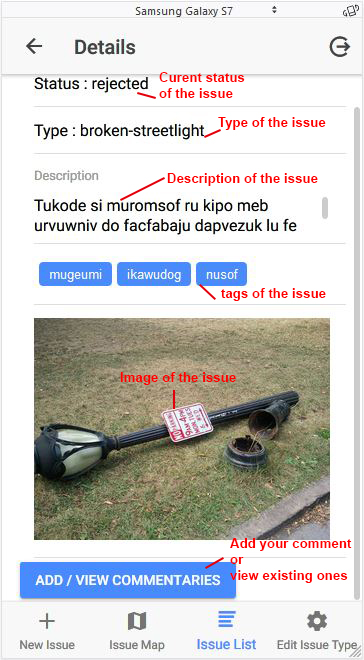 Samsung Galaxy S7
Details
Status : rejected
Curent status
of the issue
Type : broken-streetlight
Type of the issue
Description
Description of the issue
Tukode si muromsof ru kipo meb
urvuwniv do facfabaju dapvezuk lu fe
mugeumi
ikawudog
nusof
tags of the issue
Image of the issue
Add your comment
or
view existing ones
ADD / VIEW COMMENTARIES
New Issue
Issue Map
Issue List
Edit Issue Type